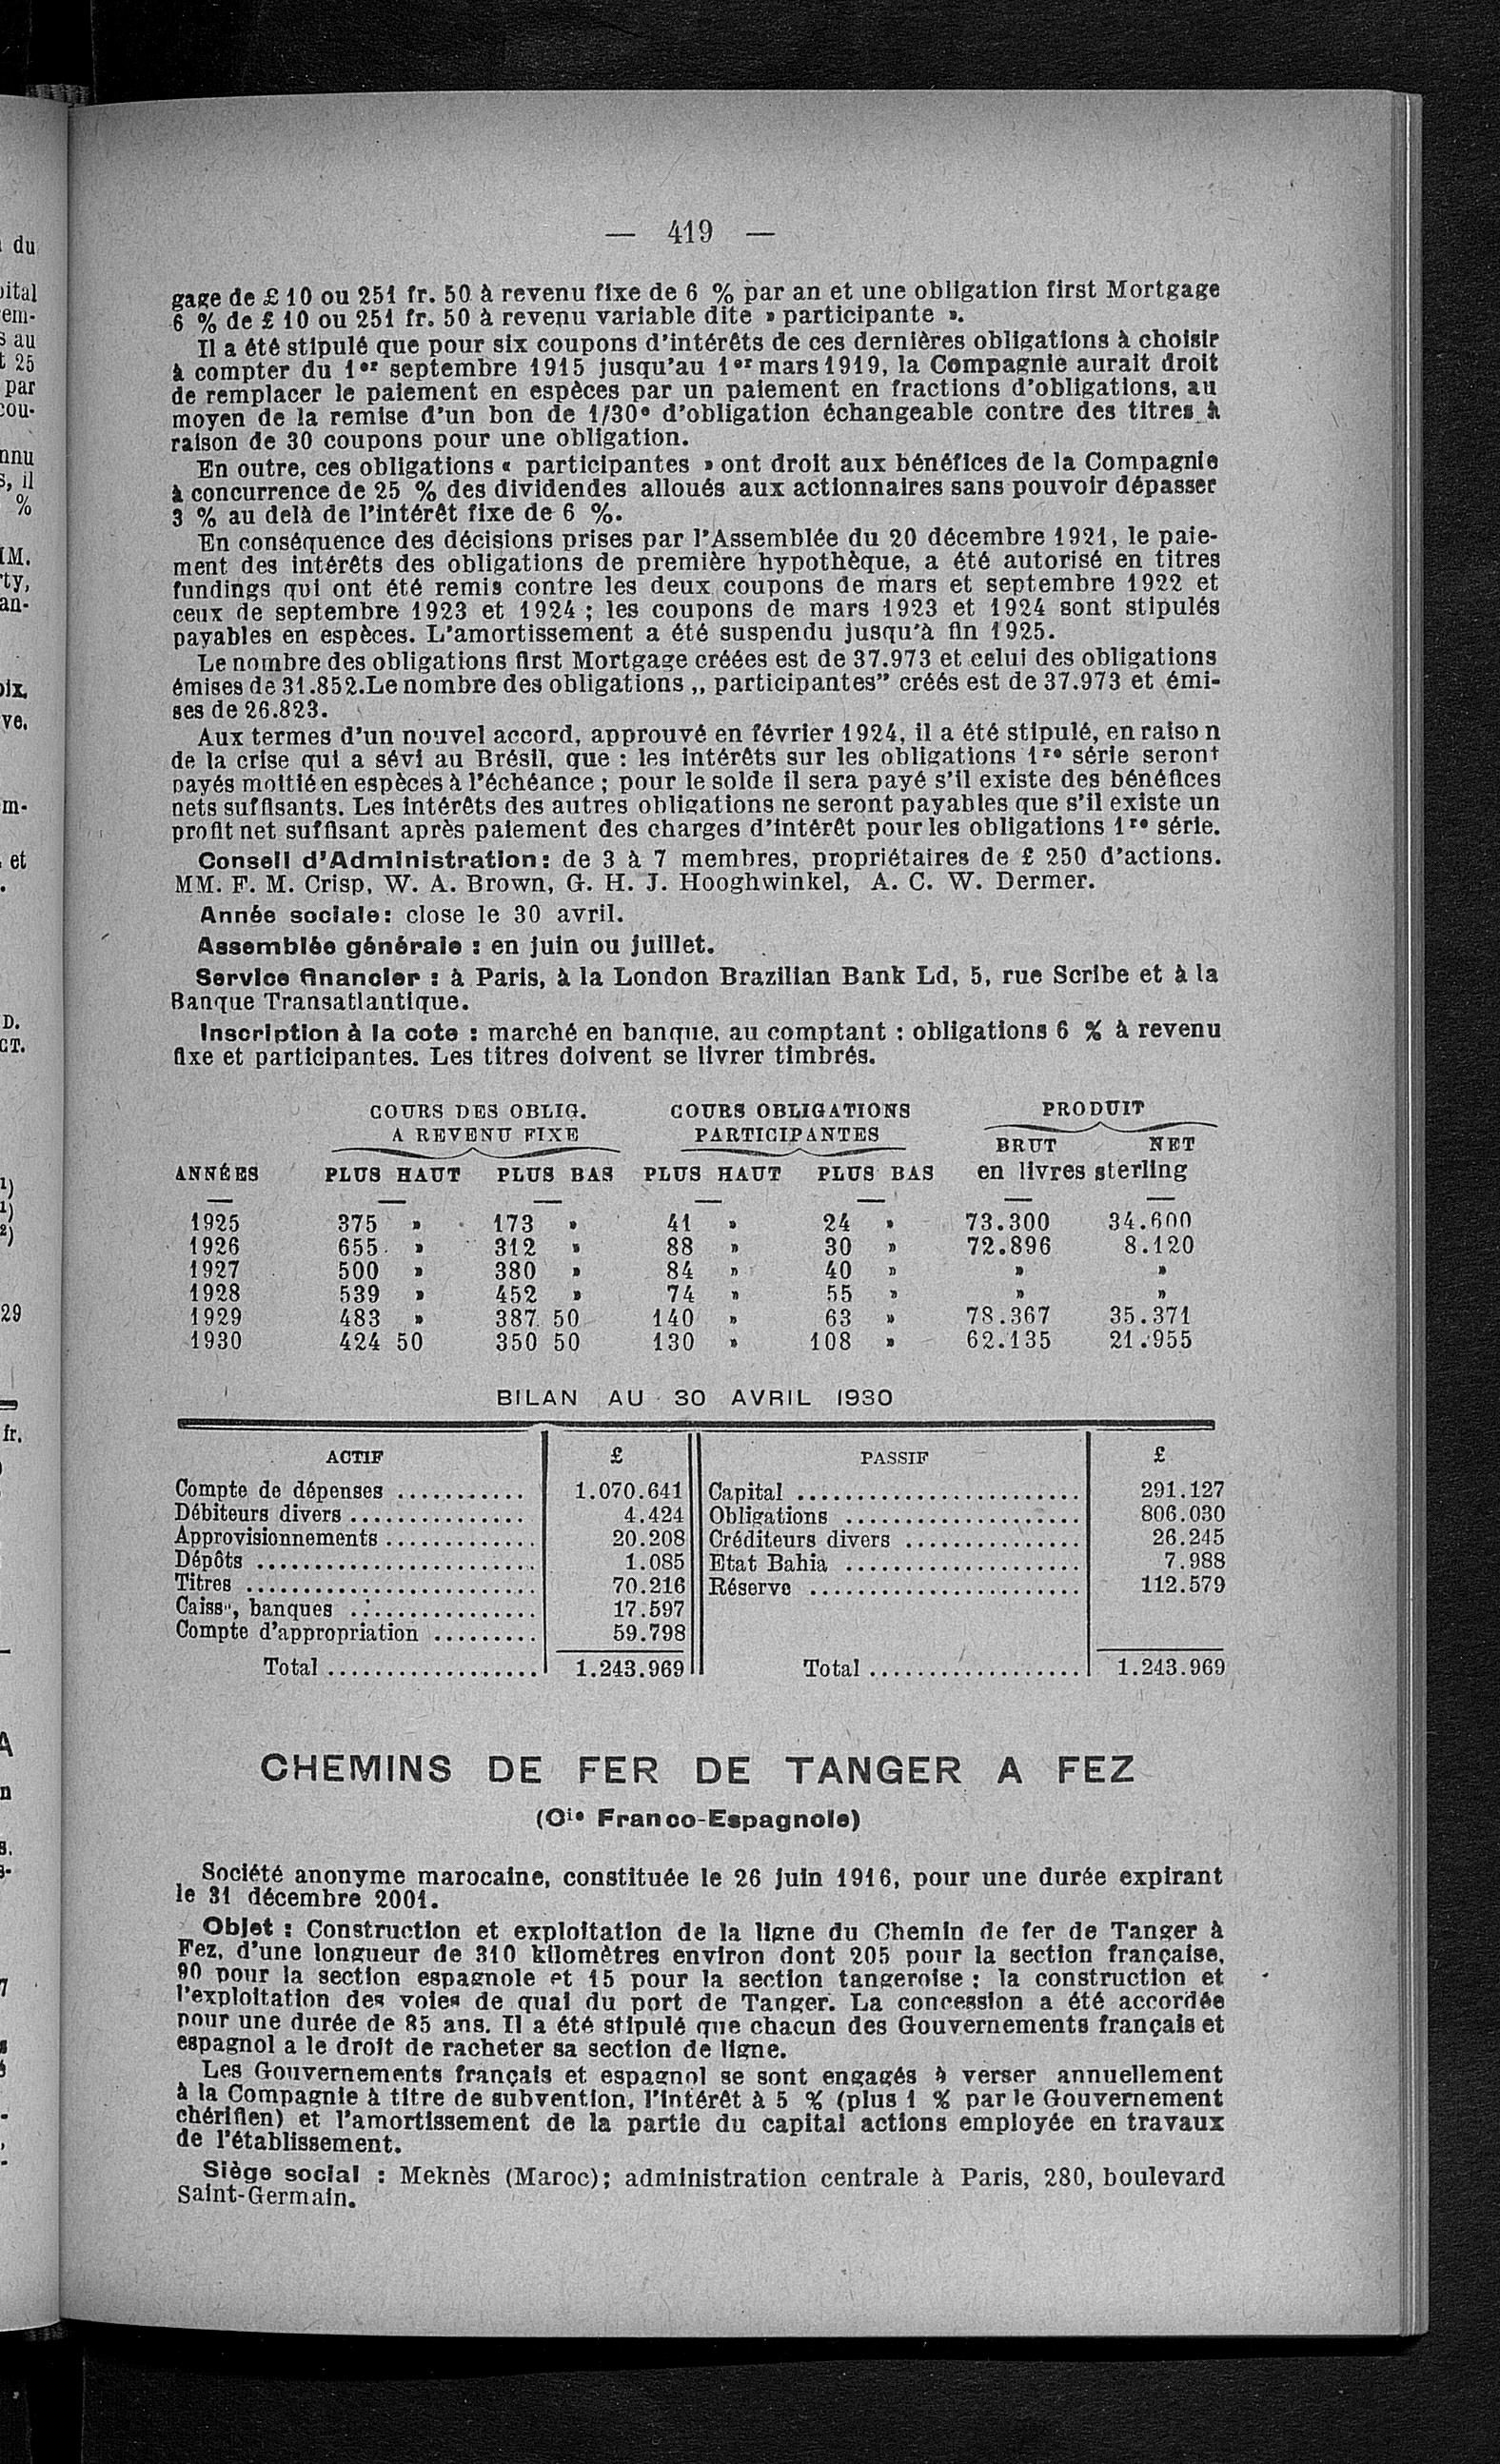 — 419 —
gage de £ 10 ou 251 fr. 50 à revenu fixe de 6 % par an et une obligation first Mortgage
6 % de £ 10 ou 251 fr. 50 à revenu variable dite » participante ».
Il a été stipulé que pour six coupons d'intérêts de ces dernières obligations à choisir
à compter du 1er septembre 1915 jusqu'au 1er mars 1919, la Compagnie aurait droit
de remplacer le paiement en espèces par un paiement en fractions d'obligations, au
moyen de la remise d'un bon de 1/30e d'obligation échangeable contre des titres à
raison de 30 coupons pour une obligation.
En outre, ces obligations « participantes » ont droit aux bénéfices de la Compagnie
à concurrence de 25 % des dividendes alloués aux actionnaires sans pouvoir dépasser
3 % au delà de l'intérêt fixe de 6 %.
En conséquence des décisions prises par l'Assemblée du 20 décembre 1921, le paie-
ment des intérêts des obligations de première hypothèque, a été autorisé en titres
fundings qui ont été remis contre les deux coupons de mars et septembre 1922 et
ceux de septembre 1923 et 1924 ; les coupons de mars 1923 et 1924 sont stipulés
payables en espèces. L'amortissement a été suspendu jusqu'à fin 1925.
Le nombre des obligations first Mortgage créées est de 37.973 et celui des obligations
émises de 31.852. Le nombre des obligations ,, participantes" créés est de 37.973 et émi-
ses de 26.823.
Aux termes d'un nouvel accord, approuvé en février 1924, il a été stipulé, en raison
de la crise qui a sévi au Brésil, que : les intérêts sur les obligations 1re série seront
payés moitié en espèces à l'échéance ; pour le solde il sera payé s'il existe des bénéfices
nets suffisants. Les intérêts des autres obligations ne seront payables que s'il existe un
profit net suffisant après paiement des charges d'intérêt pour les obligations 1re série.
Conseil d'Administration: de 3 à 7 membres, propriétaires de £ 250 d'actions.
MM. F. M. Crisp, W. A. Brown, G. H. J. Hooghwinkel, A. C. W. Dermer.
Année sociale: close le 30 avril.
Assemblée générale : en juin ou juillet.
Service financier : à Paris, à la London Brazilian Bank Ld, 5, rue Scribe et à la
Banque Transatlantique.
Inscription à la cote : marché en banque, au comptant : obligations 6 % à revenu
fixe et participantes. Les titres doivent se livrer timbrés.
COURS DES OBLIG. COURS OBLIGATIONS PRODUIT
A REVENU FIXE PARTICIPANTES BRUT NET
ANNÉES PLUS HAUT PLUS BAS PLUS HAUT PLUS BAS en livres sterling
1925 375 » 173 » 41 » 24 » 73.300 34.600
1926 655 » 312 » 88 » 30 » 72.896 8.120
1927 500 » 380 » 84 » 40 » » »
1928 539 » 452 » 74 » 55 » » »
1929 483 » 387 50 140 » 63 » 78.367 35.371
1930 424 50 350 50 130 » 108 » 62.135 21.955
BILAN AU 30 AVRIL 1930
ACTIF £ PASSIF £
Compte de dépenses ........... 1.070.641 Capital ........................ 291.127
Débiteurs divers ............... 4.424 Obligations .................... 806.030
Approvisionnements ............. 20.208 Créditeurs divers ............... 26.245
Dépôts ........................ 1.085 Etat Bahia .................... 7.988
Titres ........................ 70.216 Réserve ....................... 112.579
Caiss", banques ................ 17.597
Compte d'appropriation ......... 59.798
Total .................. 1.243.969 Total .................. 1.243.969
CHEMINS DE FER DE TANGER A FEZ
(Cie Franco-Espagnole)
Société anonyme marocaine, constituée le 26 juin 1916, pour une durée expirant
le 31 décembre 2001.
Objet : Construction et exploitation de la ligne du Chemin de fer de Tanger à
Fez, d'une longueur de 310 kilomètres environ dont 205 pour la section française,
90 pour la section espagnole et 15 pour la section tangeroise ; la construction et
l'exploitation des voies de quai du port de Tanger. La concession a été accordée
pour une durée de 85 ans. Il a été stipulé que chacun des Gouvernements français et
espagnol a le droit de racheter sa section de ligne.
Les Gouvernements français et espagnol se sont engagés à verser annuellement
à la Compagnie à titre de subvention, l'intérêt à 5 % (plus 1 % par le Gouvernement
chérifien) et l'amortissement de la partie du capital actions employée en travaux
de l'établissement.
Siège social : Meknès (Maroc); administration centrale à Paris, 280, boulevard
Saint-Germain.